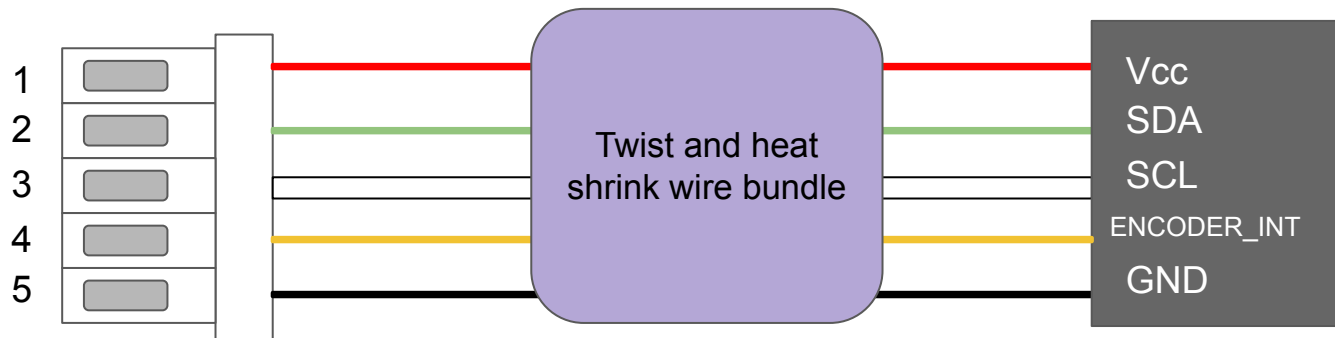 1
2
3
4
5
Twist and heat
shrink wire bundle
Vcc
SDA
SCL
ENCODER_INT
GND